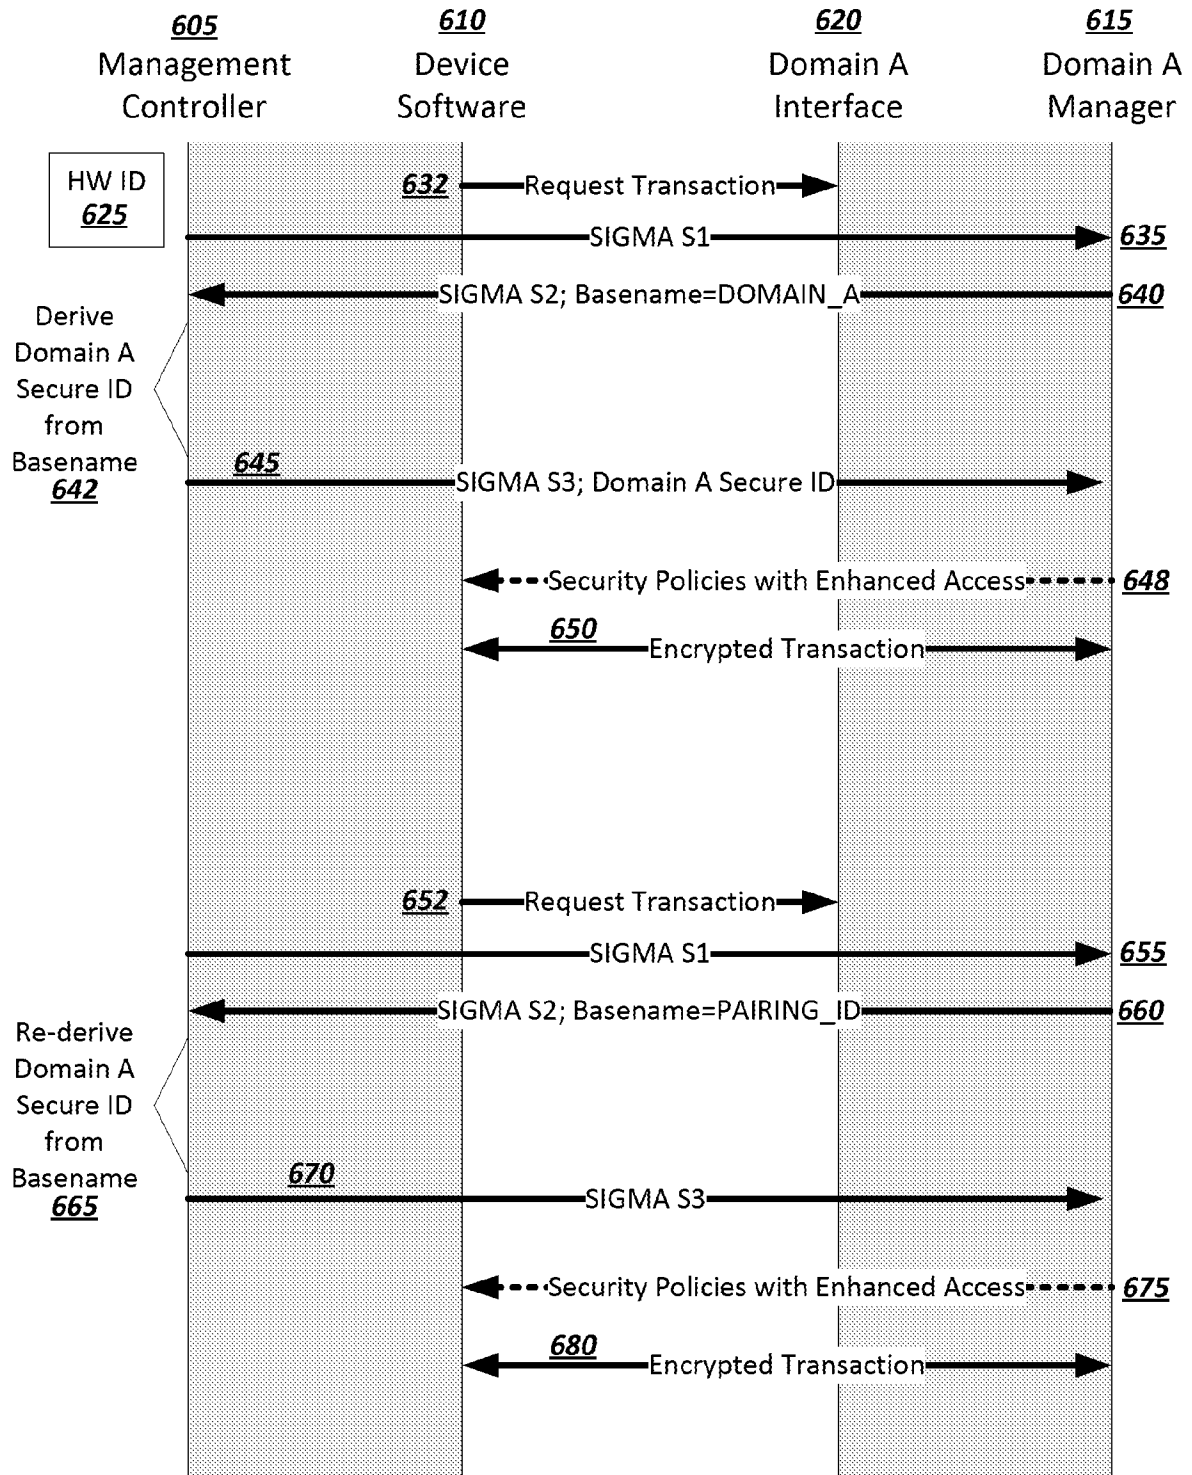 605
Management
Controller
610
Device
Software
620
Domain A
Interface
615
Domain A
Manager
HW ID
625
632
Request Transaction
SIGMA S1
635
SIGMA S2; Basename=DOMAIN_A
640
Derive
Domain A
Secure ID
from
Basename
642
645
SIGMA S3; Domain A Secure ID
Security Policies with Enhanced Access
648
650
Encrypted Transaction
652
Request Transaction
SIGMA S1
655
SIGMA S2; Basename=PAIRING_ID
660
Re-derive
Domain A
Secure ID
from
Basename
665
670
SIGMA S3
Security Policies with Enhanced Access
675
680
Encrypted Transaction